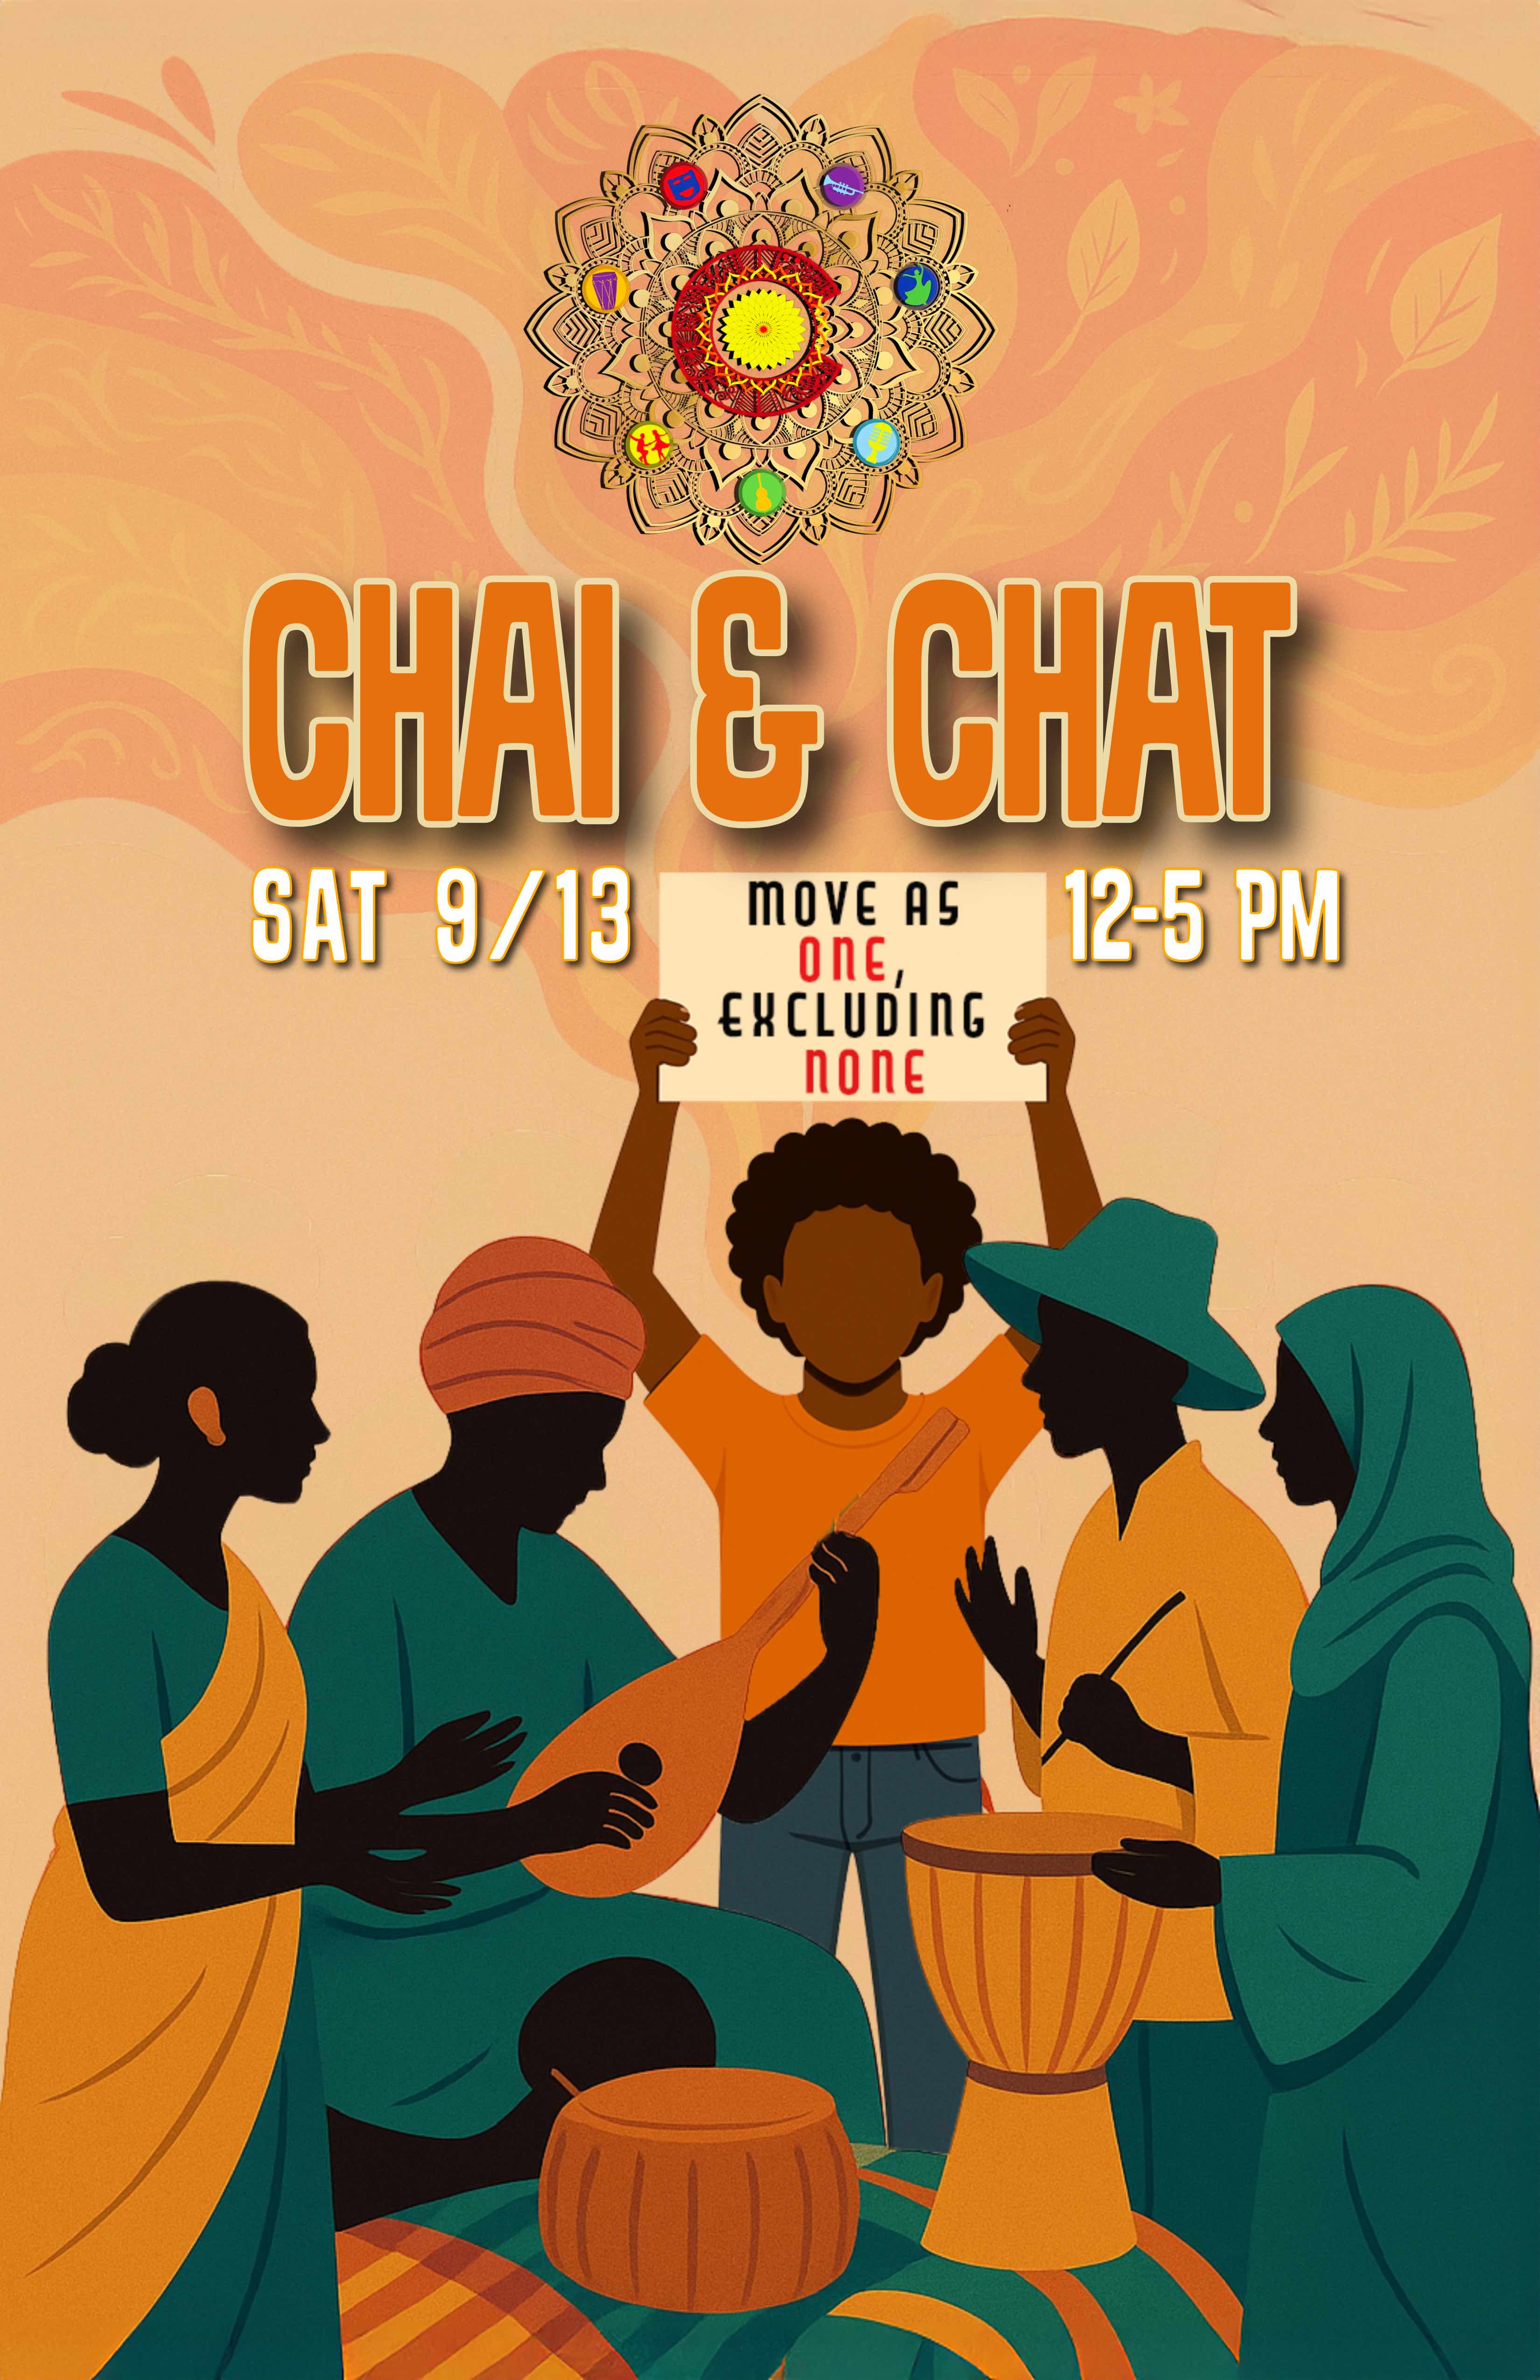 CHAI & CHAT
SAT 9/13
12-5 PM
MOVE AS
ONE,
EXCLUDING
NONE